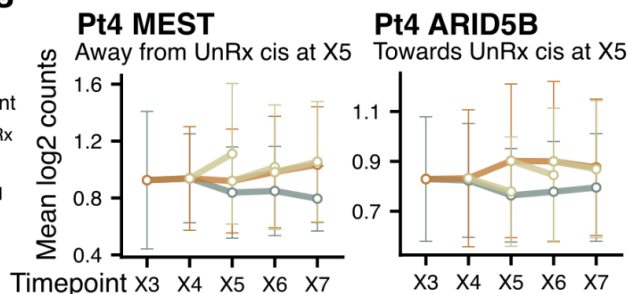 Pt4 MEST
Away from UnRx cis at X5
Mean log2 counts
1.6
1.2
0.8
0.4
Timepoint X3 X4 X5 X6 X7
Pt4 ARID5B
Towards UnRx cis at X5
1.1
0.9
0.7
X3 X4 X5 X6 X7
nt
Rx